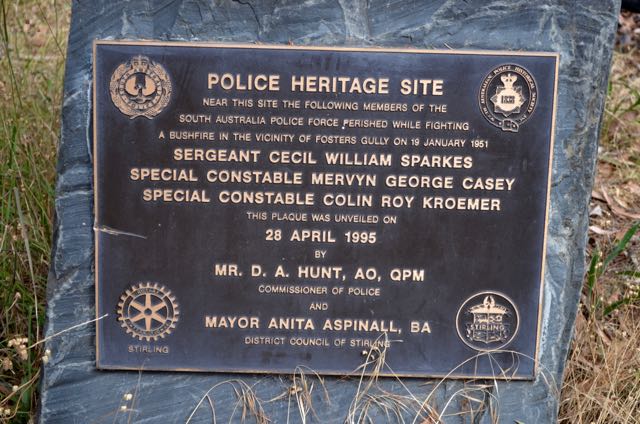 POLICE HERITAGE SITE
NEAR THIS SITE THE FOLLOWING MEMBERS OF THE
SOUTH AUSTRALIA POLICE FORCE PERISHED WHILE FIGHTING
A BUSHFIRE IN THE VICINITY OF FOSTERS GULLY ON 19 JANUARY 1951
SERGEANT CECIL WILLIAM SPARKES
SPECIAL CONSTABLE MERVYN GEORGE CASEY
SPECIAL CONSTABLE COLIN ROY KROEMER
THIS PLAQUE WAS UNVEILED ON
28 APRIL 1995
BY
MR. D. A. HUNT, AO, QPM
COMMISSIONER OF POLICE
AND
MAYOR ANITA ASPINALL, BA
DISTRICT COUNCIL OF STIRLING
STIRLING
STIRLING